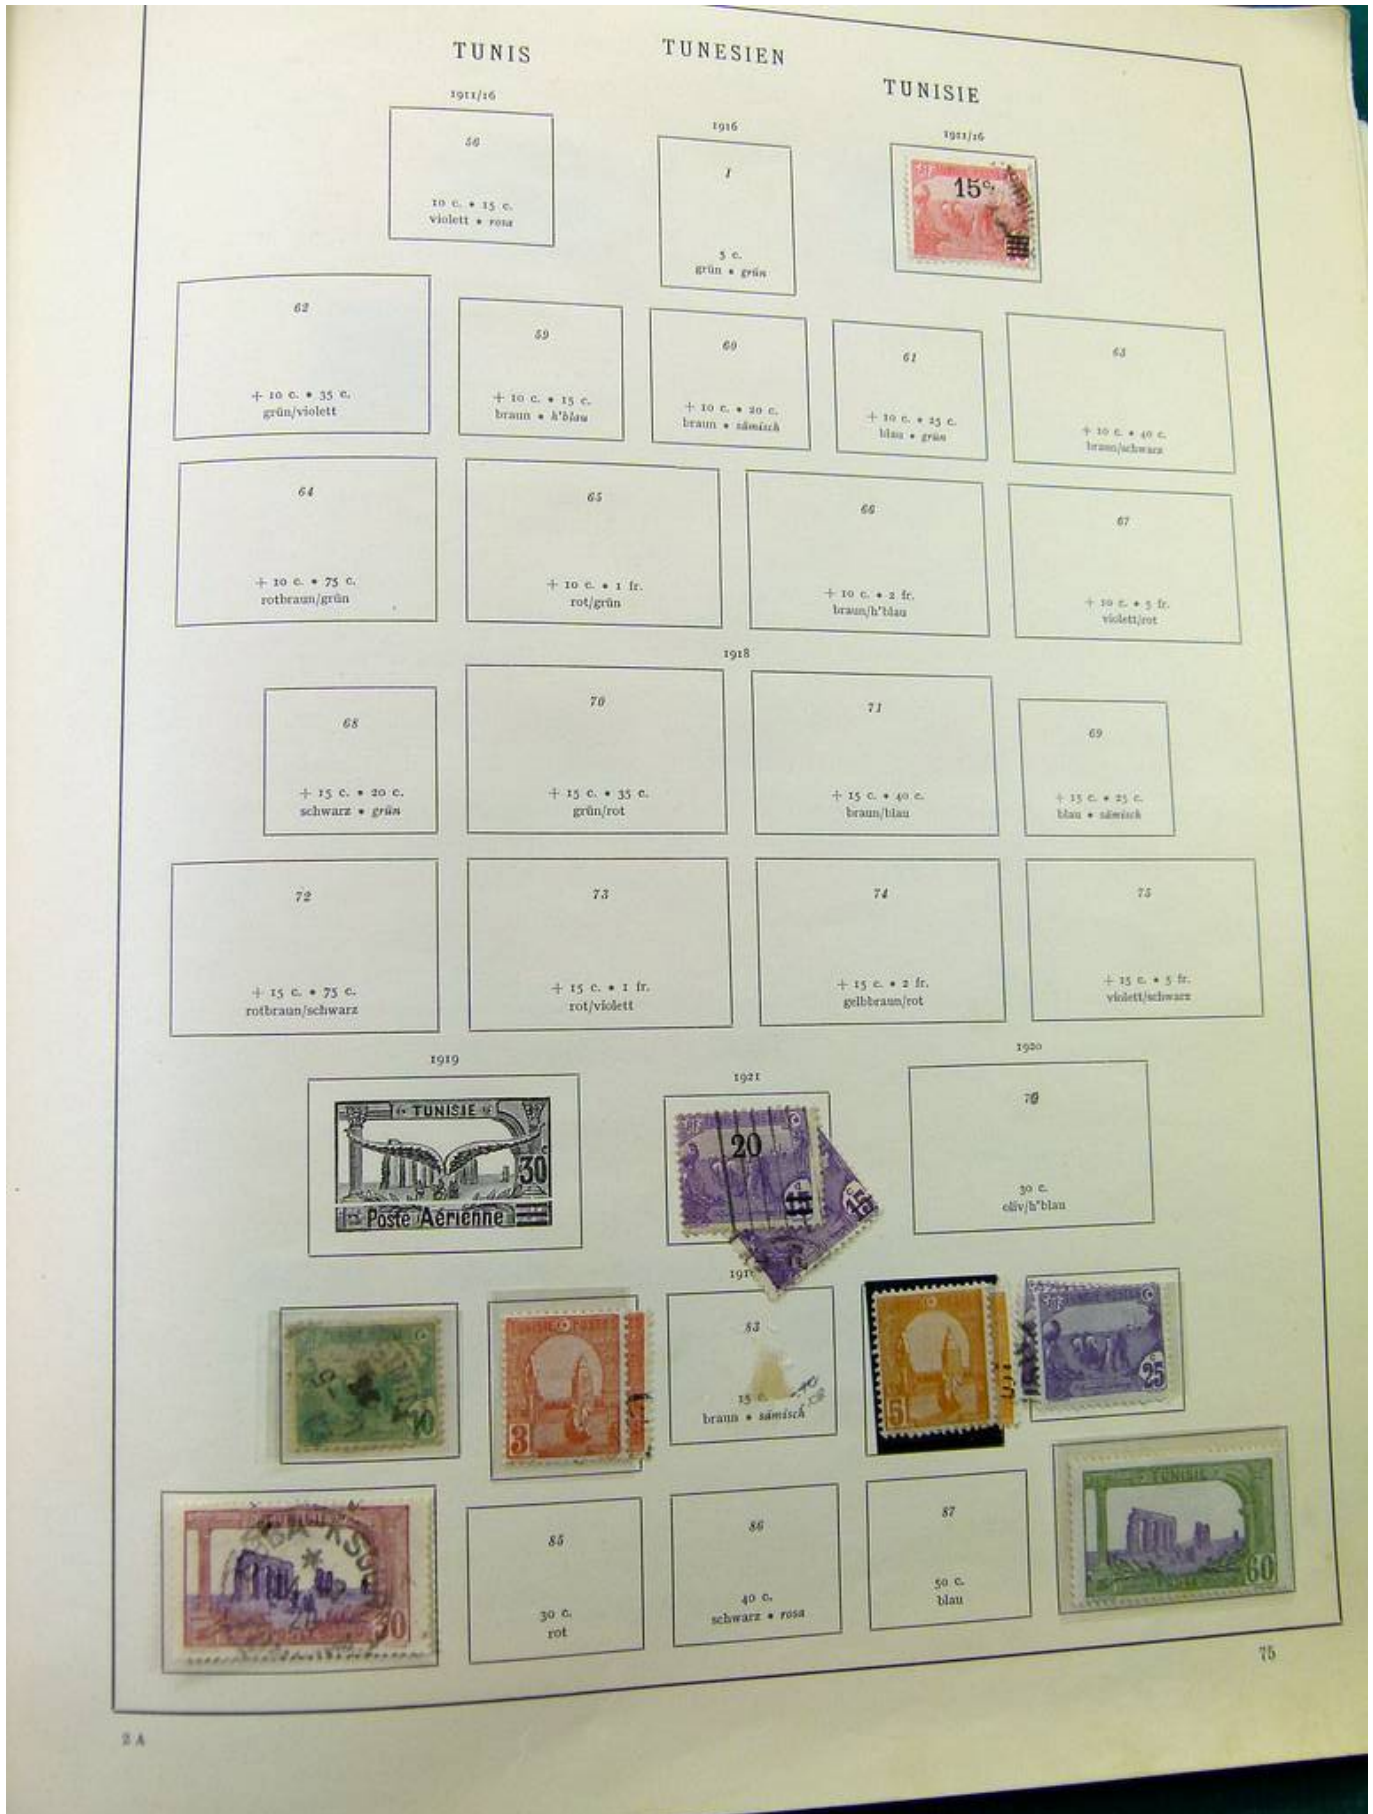 TUNIS
TUNESIEN
TUNISIE
1911/16
1916
1911/16
56
10 c. • 15 c.
violett • rosa
1
5 c.
grün • grün
15c.
62
+ 10 c. • 35 c.
grün/violett
59
+ 10 c. • 15 c.
braun • h'blau
60
+ 10 c. • 20 c.
braun • sämisch
61
+ 10 c. • 25 c.
blau • grün
63
+ 10 c. • 40 c.
braun/schwarz
64
+ 10 c. • 75 c.
rotbraun/grün
65
+ 10 c. • 1 fr.
rot/grün
66
+ 10 c. • 2 fr.
braun/h'blau
67
+ 10 c. • 5 fr.
violett/rot
1918
68
+ 15 c. • 20 c.
schwarz • grün
70
+ 15 c. • 35 c.
grün/rot
71
+ 15 c. • 40 c.
braun/blau
69
+ 15 c. • 25 c.
blau • sämisch
72
+ 15 c. • 75 c.
rotbraun/schwarz
73
+ 15 c. • 1 fr.
rot/violett
74
+ 15 c. • 2 fr.
gelbbraun/rot
75
+ 15 c. • 5 fr.
violett/schwarz
1919
TUNISIE
30
Poste Aérienne
1921
20
15
1920
30 c.
oliv/h'blau
10
TUNISIE POSTES
3
83
15 c.
braun • sämisch
5
25
30
85
30 c.
rot
86
40 c.
schwarz • rosa
87
50 c.
blau
TUNISIE
60
75
2 A